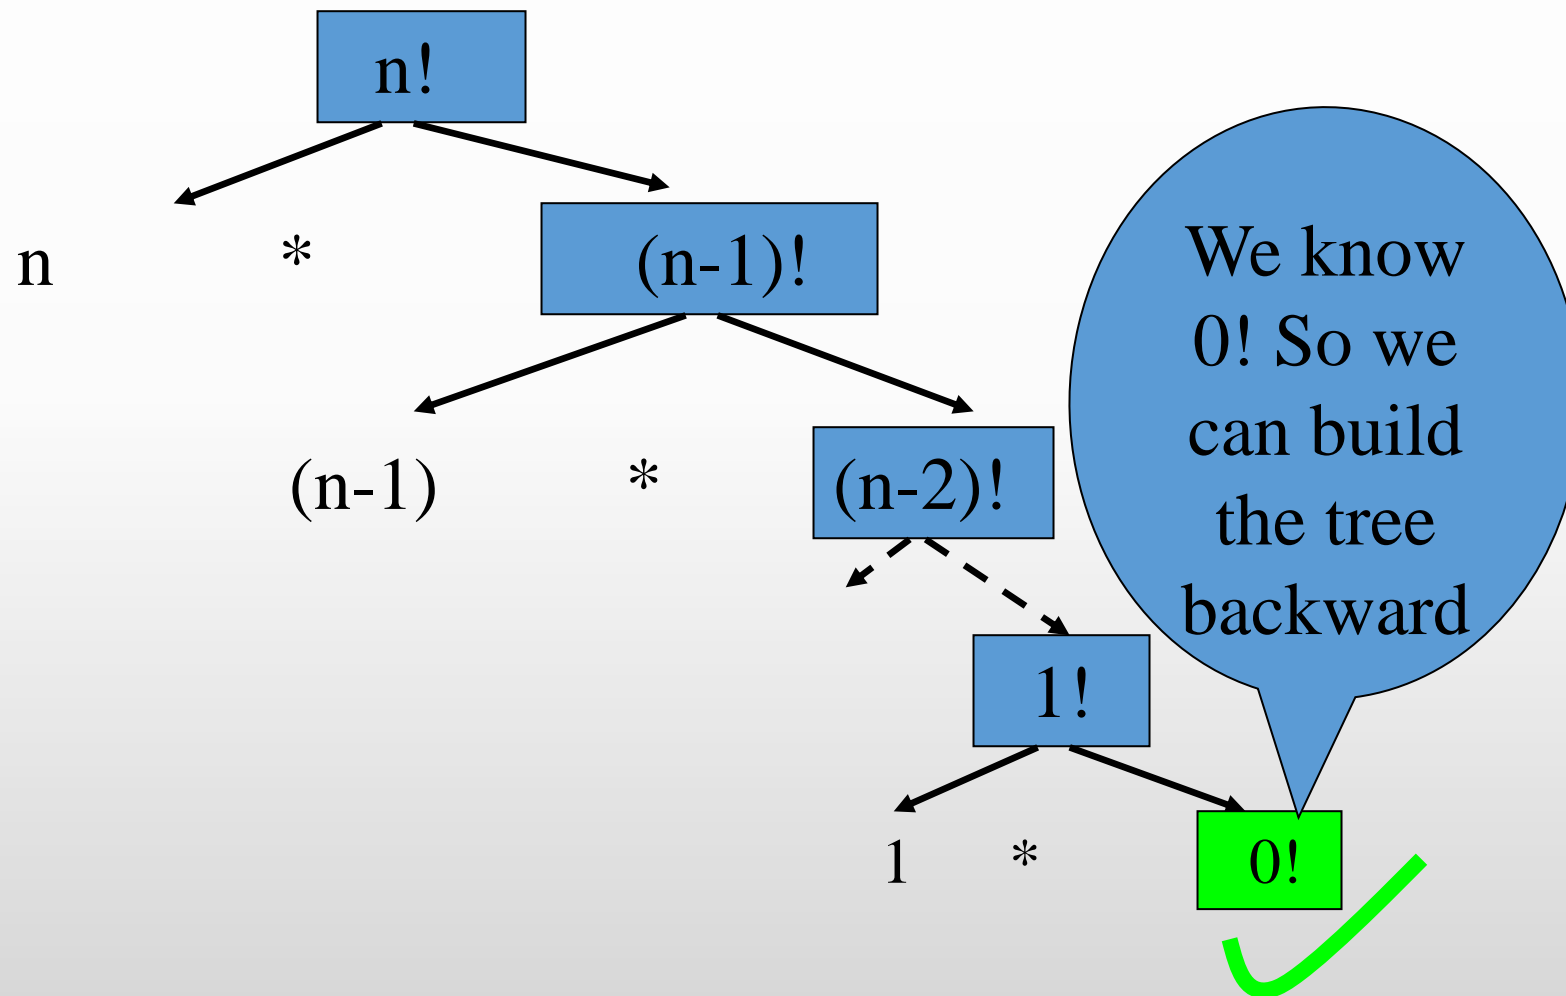 n!
n * (n-1)!
(n-1) * (n-2)!
1!
1 * 0!
We know
0! So we
can build
the tree
backward